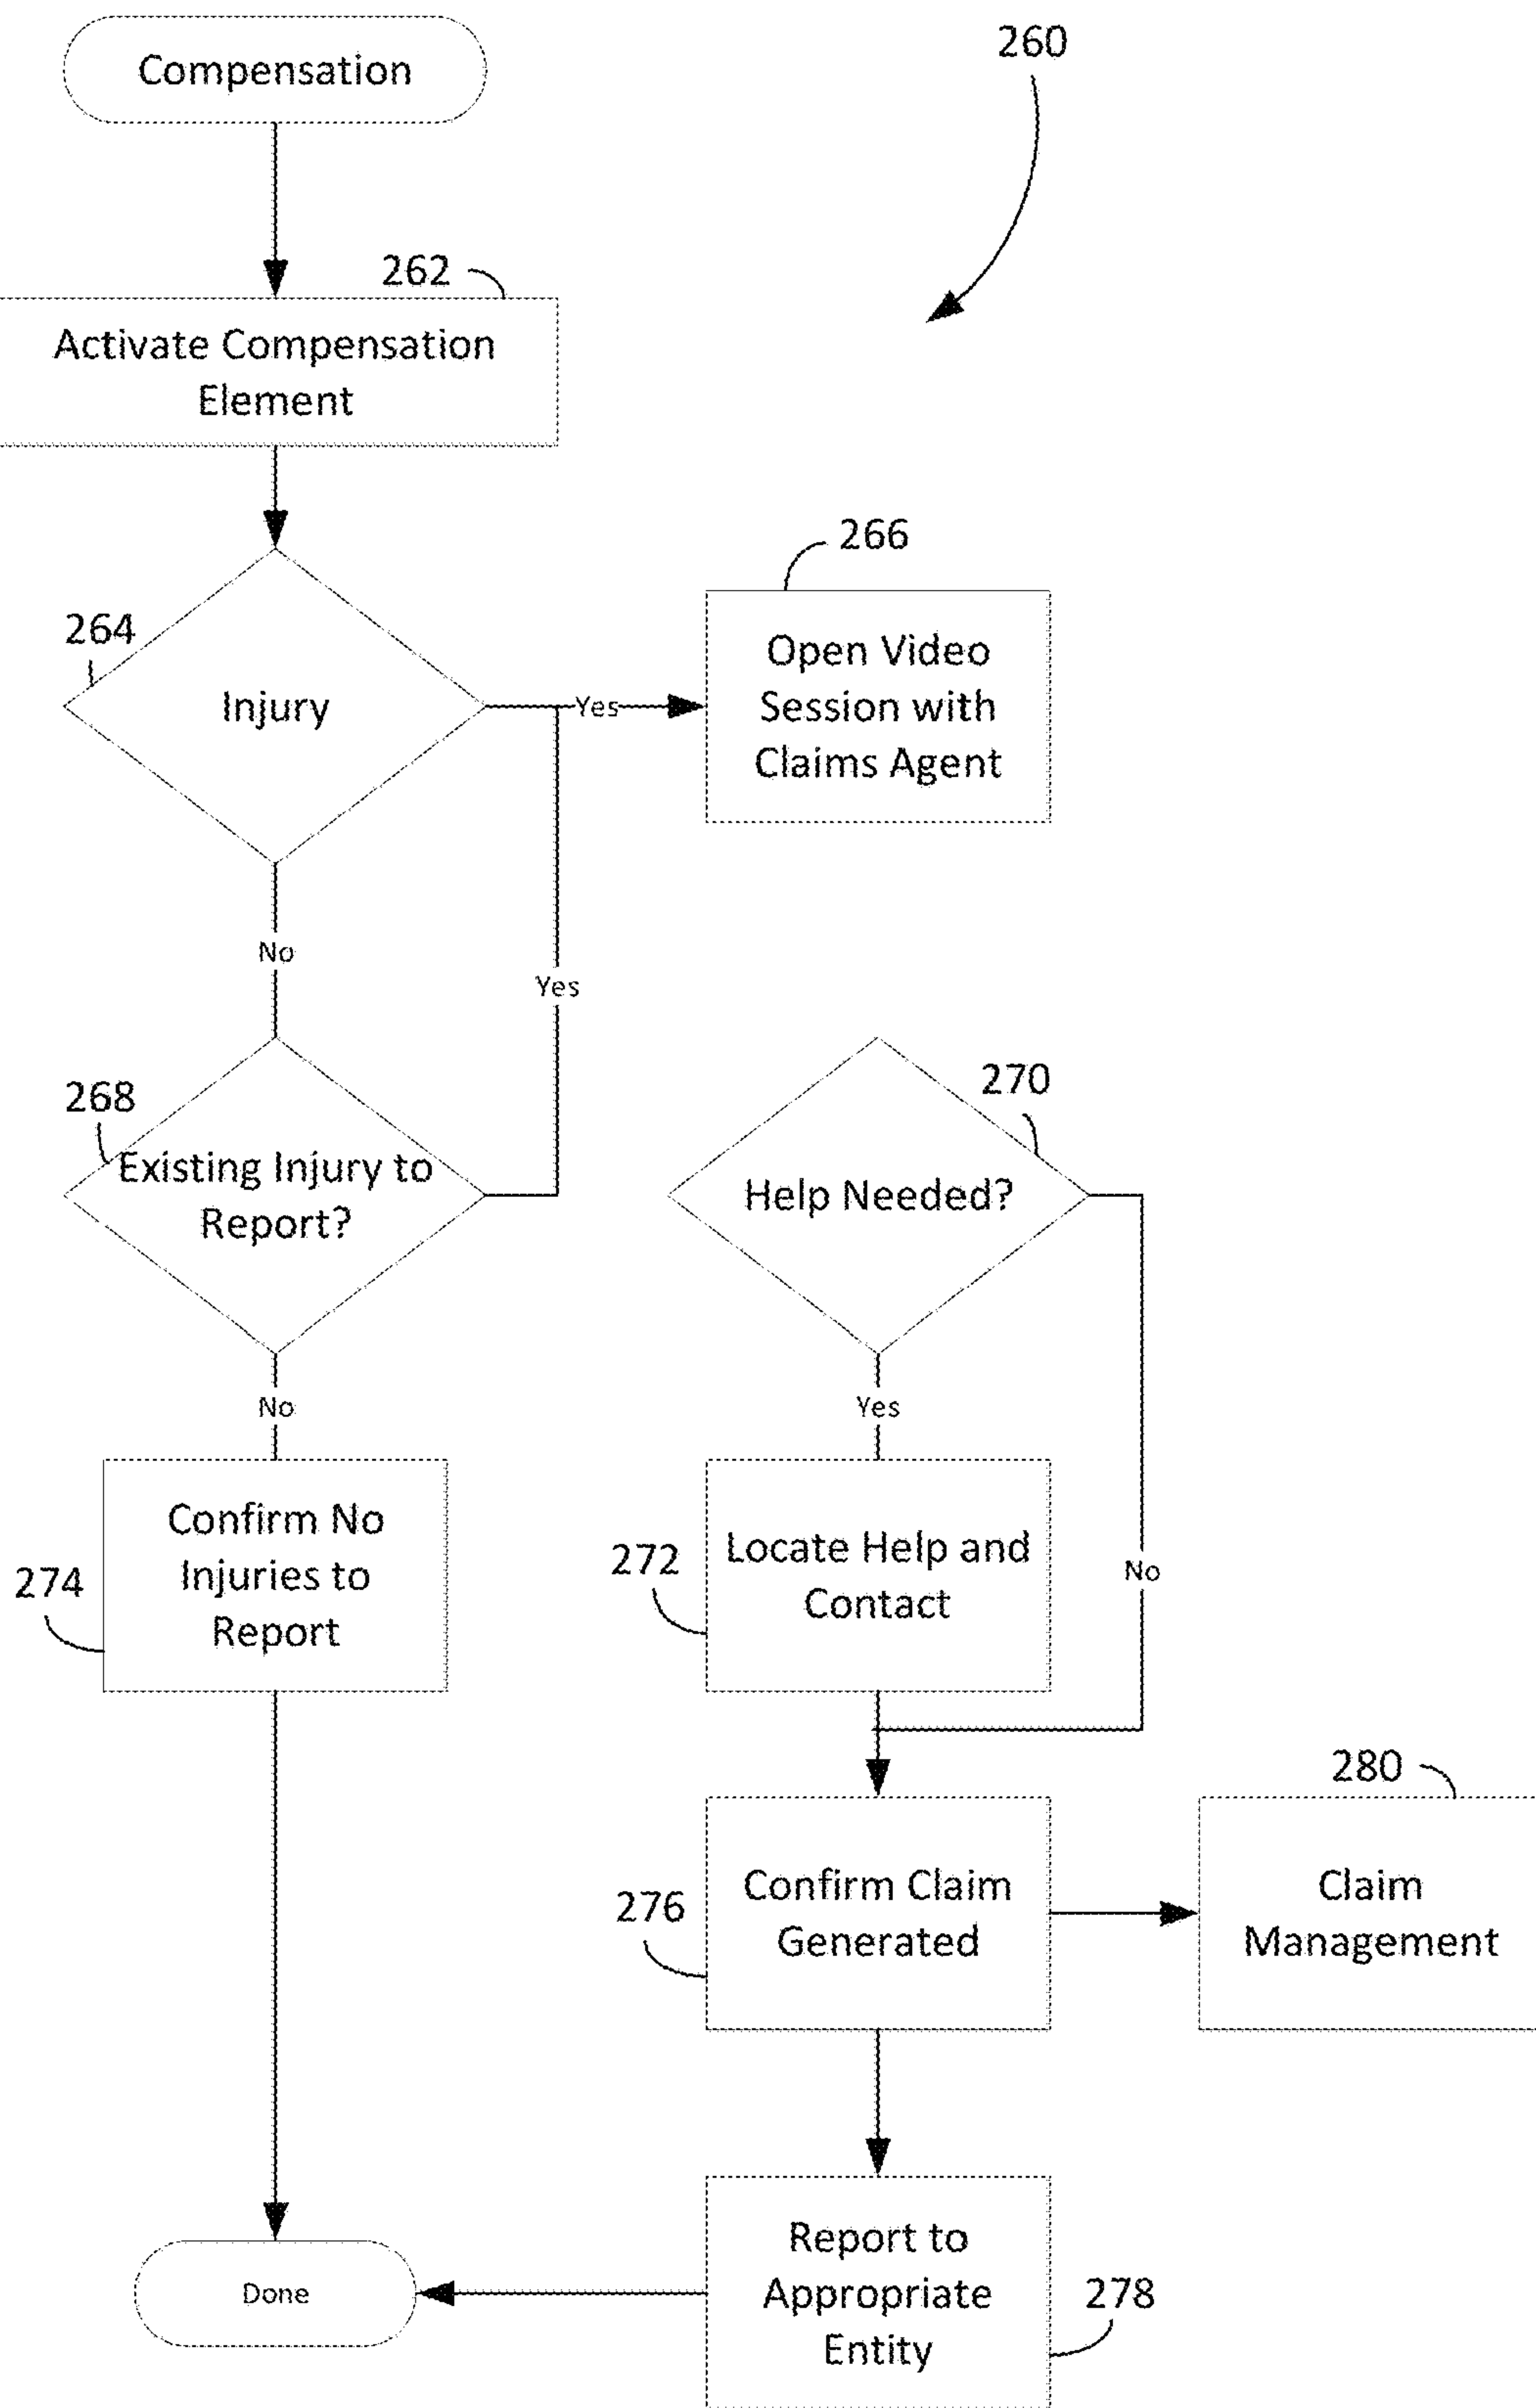 Compensation
260
262
Activate Compensation
Element
266
264
Injury
Yes
Open Video
Session with
Claims Agent
No
Yes
268
Existing Injury to
Report?
270
Help Needed?
No
Yes
274
Confirm No
Injuries to
Report
272
Locate Help and
Contact
No
280
276
Confirm Claim
Generated
Claim
Management
Done
Report to
Appropriate
Entity
278